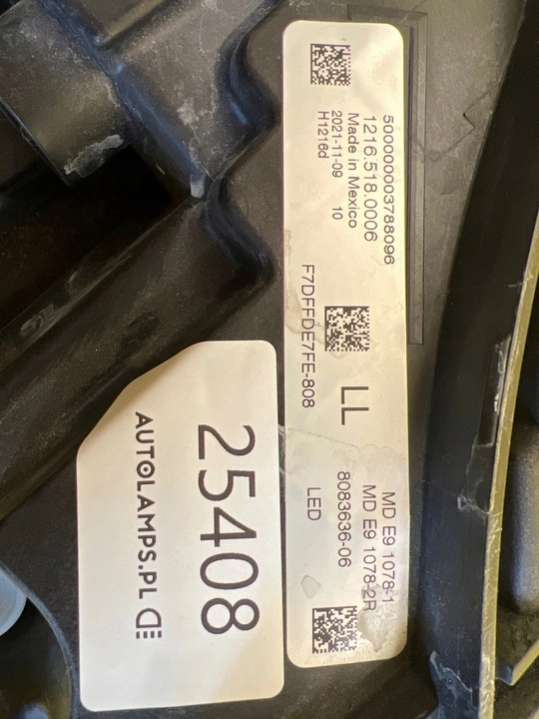 500000003788096
1216.518.0006
Made in Mexico
2021-11-09 10
H1216d
F7DFFDE7FE-808
LL
MD E9 1078-1
MD E9 1078-2R
8083636-06
LED
25408
AUTOLAMPS.PL